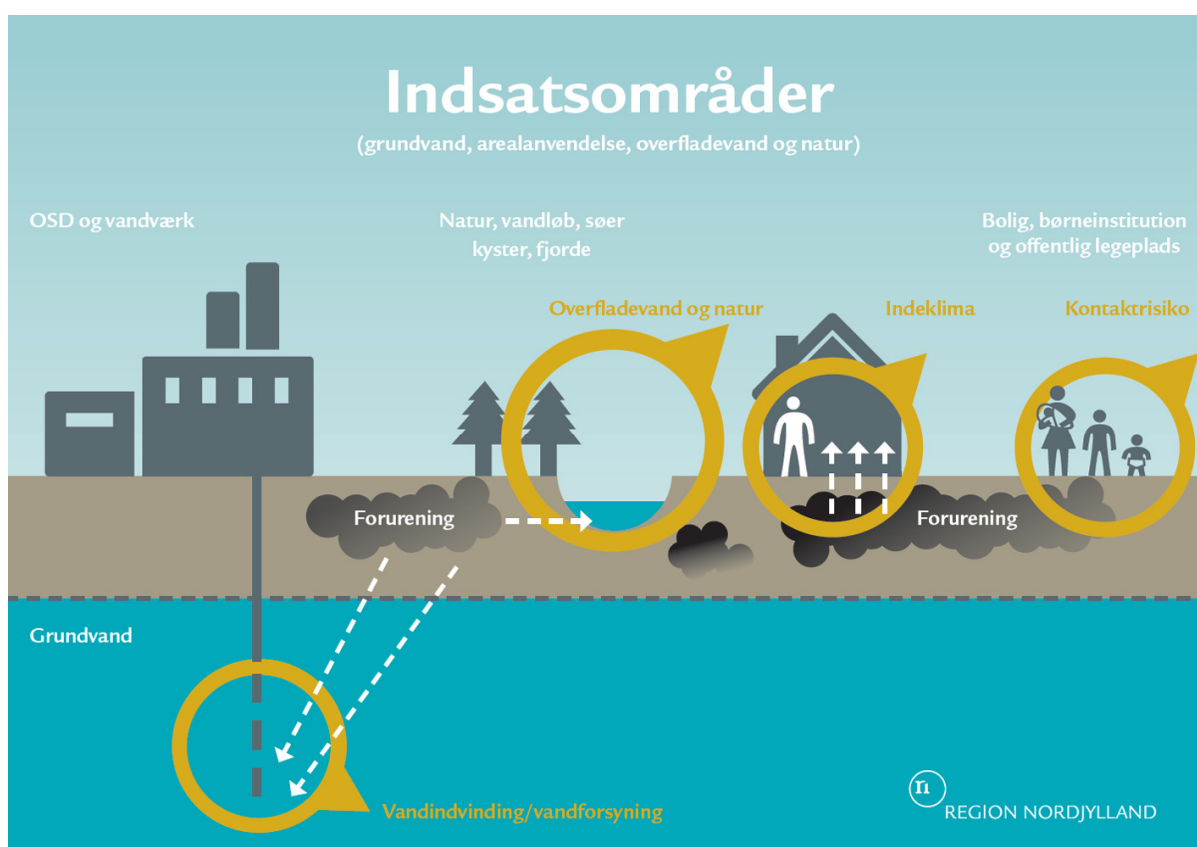 Indsatsområder
(grundvand, arealanvendelse, overfladevand og natur)
OSD og vandværk
Natur, vandløb, søer
kyster, fjorde
Bolig, børneinstitution
og offentlig legeplads
Overfladevand og natur
Indeklima
Kontaktrisiko
Forurening
Forurening
Grundvand
Vandindvinding/vandforsyning
rn
REGION NORDJYLLAND